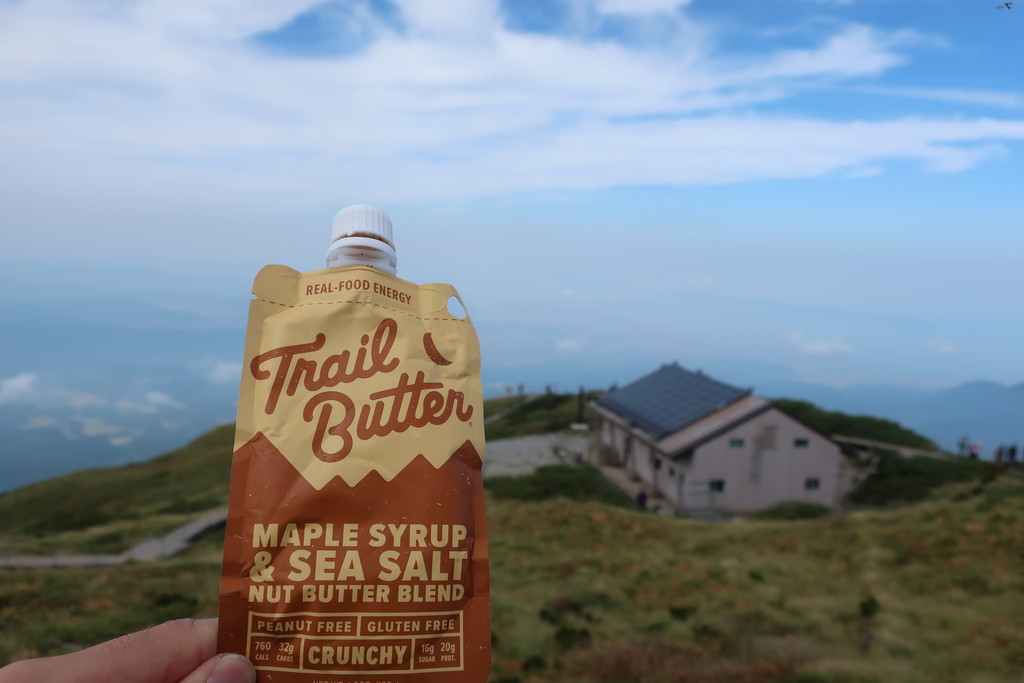 REAL-FOOD ENERGY
Trail
Butter®
MAPLE SYRUP
& SEA SALT
NUT BUTTER BLEND
PEANUT FREE GLUTEN FREE
760 CALS 32g CARBS CRUNCHY 16g SUGAR 20g PROT.